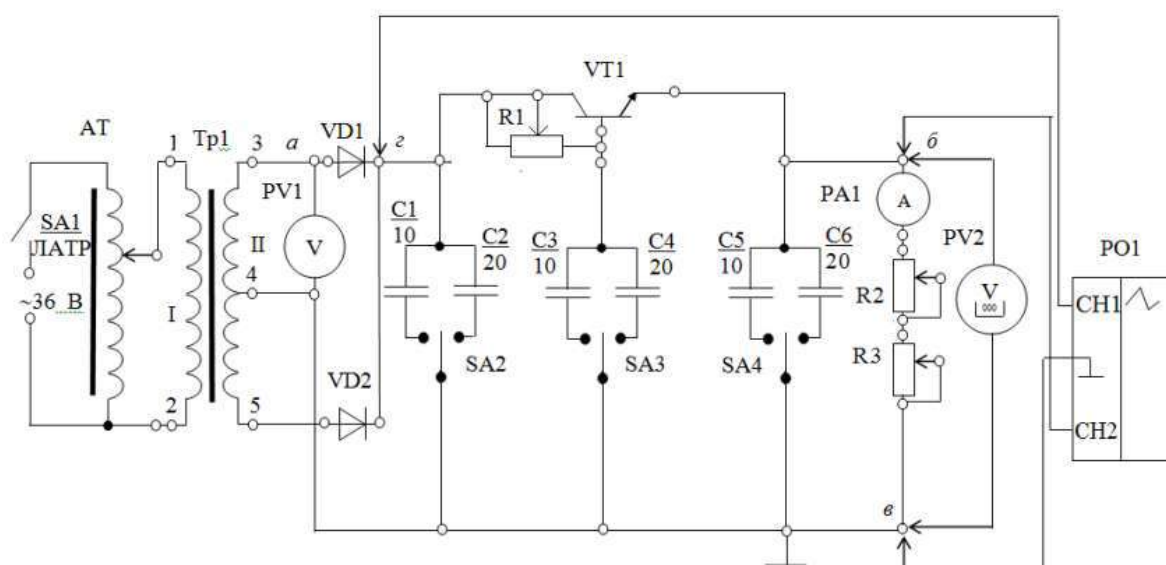 VT1
R1
АТ
1
Тр1
3
а
VD1
г
б
PV1
PA1
A
SA1
ЛАТР
C1
10
C2
20
C3
10
C4
20
C5
10
C6
20
PV2
PO1
II
V
4
~36 В
I
R2
V
000
CH1
SA2
SA3
SA4
R3
VD2
2
5
CH2
в